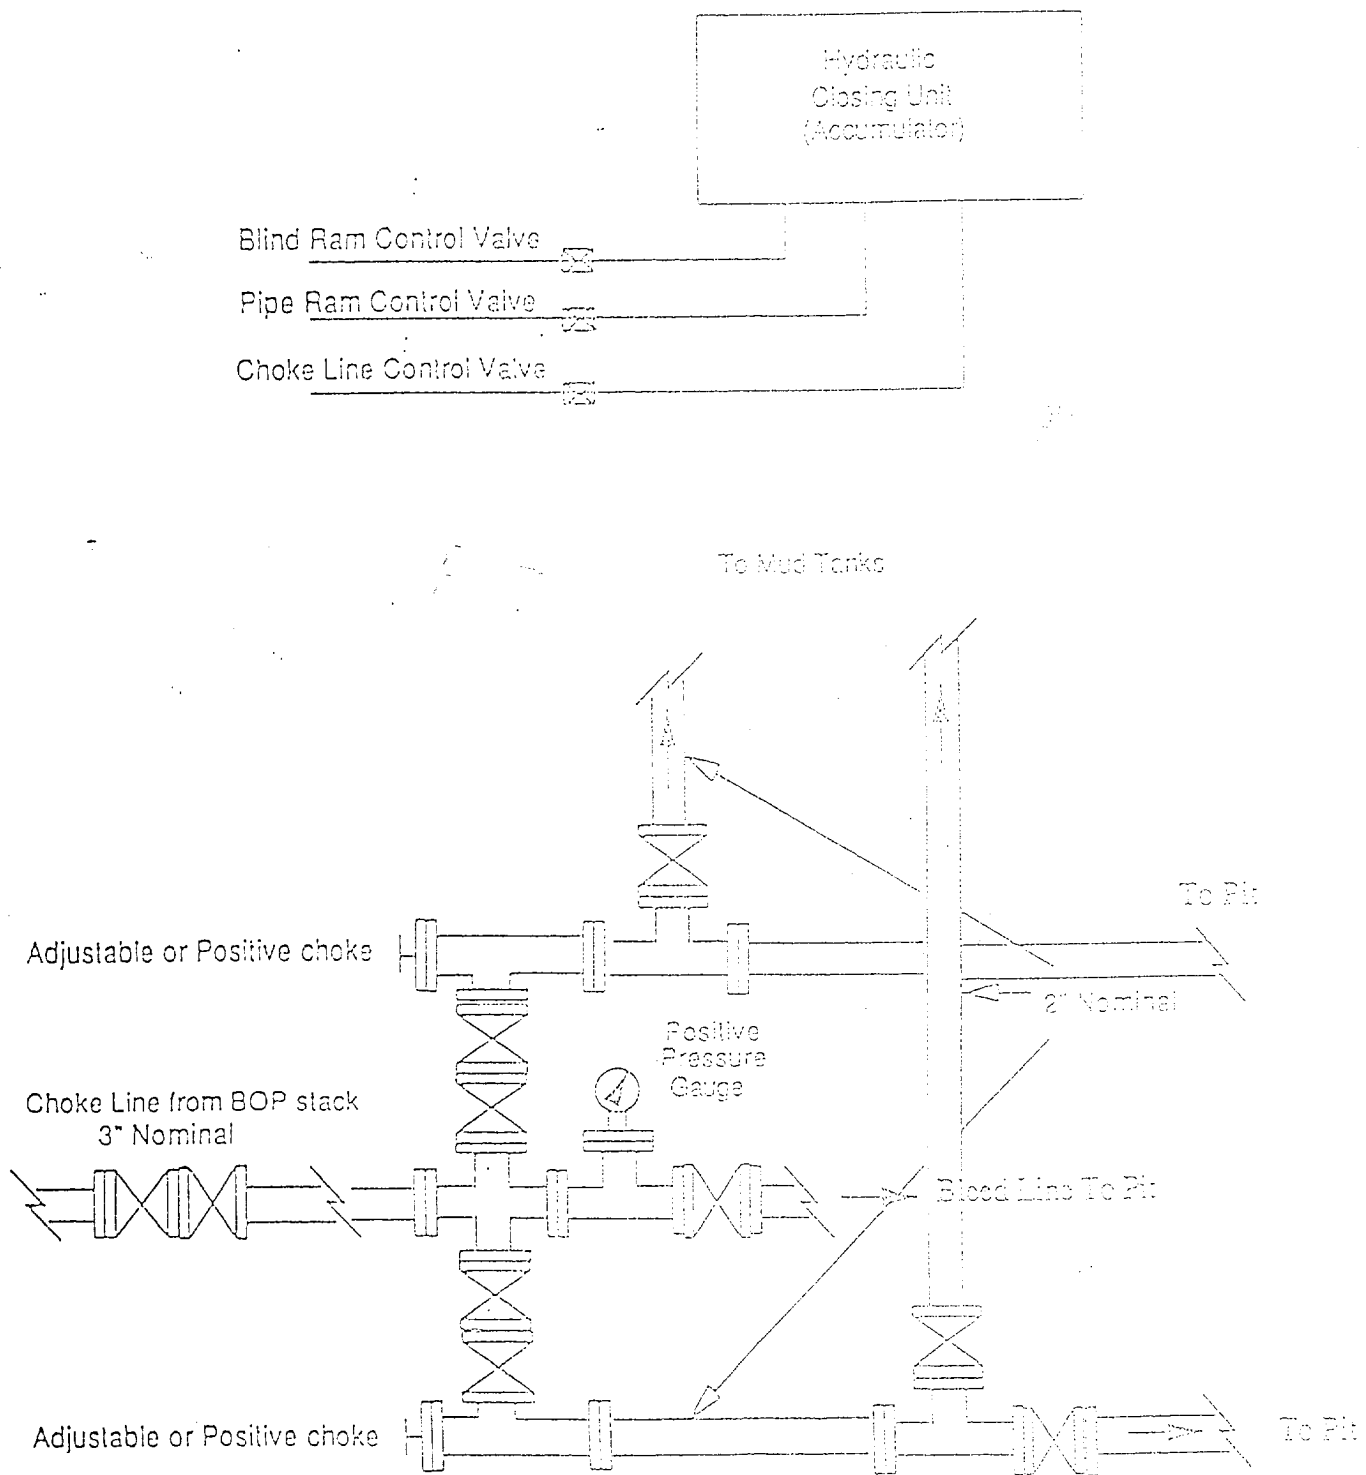 Hydraulic
Closing Unit
(Accumulator)
Blind Ram Control Valve
Pipe Ram Control Valve
Choke Line Control Valve
To Mud Tanks
To Pit
Adjustable or Positive choke
2" Nominal
Positive
Pressure
Gauge
Choke Line from BOP stack
3" Nominal
Bleed Line To Pit
Adjustable or Positive choke
To Pit